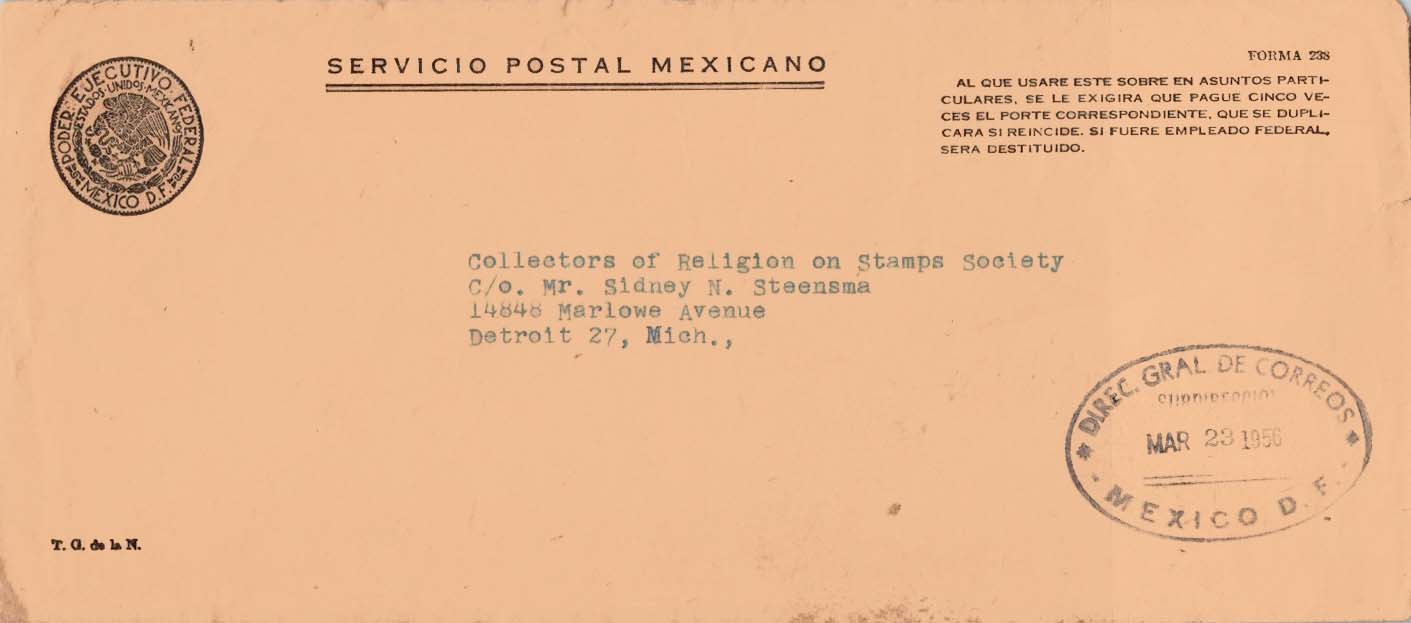 SERVICIO POSTAL MEXICANO
FORMA 238
AL QUE USARE ESTE SOBRE EN ASUNTOS PARTI-
CULARES, SE LE EXIGIRA QUE PAGUE CINCO VE-
CES EL PORTE CORRESPONDIENTE, QUE SE DUPLI-
CARA SI REINCIDE. SI FUERE EMPLEADO FEDERAL,
SERA DESTITUIDO.
PODER EJECUTIVO FEDERAL
ESTADOS UNIDOS MEXICANOS
MEXICO D.F.
Collectors of Religion on Stamps Society
C/o. Mr. Sidney N. Steensma
14848 Marlowe Avenue
Detroit 27, Mich.,
DIREC. GRAL DE CORREOS
MAR 23 1956
MEXICO D. F.
T. G. de la N.